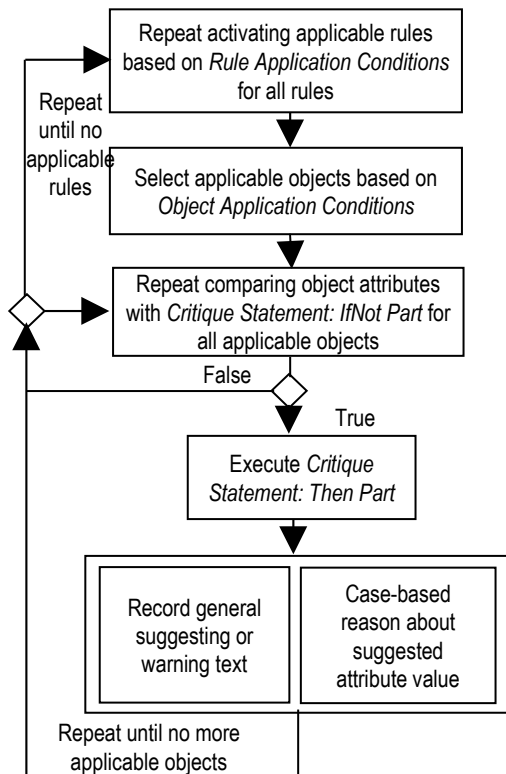 Repeat activating applicable rules
based on Rule Application Conditions
for all rules
Repeat
until no
applicable
rules
Select applicable objects based on
Object Application Conditions
Repeat comparing object attributes
with Critique Statement: IfNot Part for
all applicable objects
False
True
Execute Critique
Statement: Then Part
Record general
suggesting or
warning text
Case-based
reason about
suggested
attribute value
Repeat until no more
applicable objects